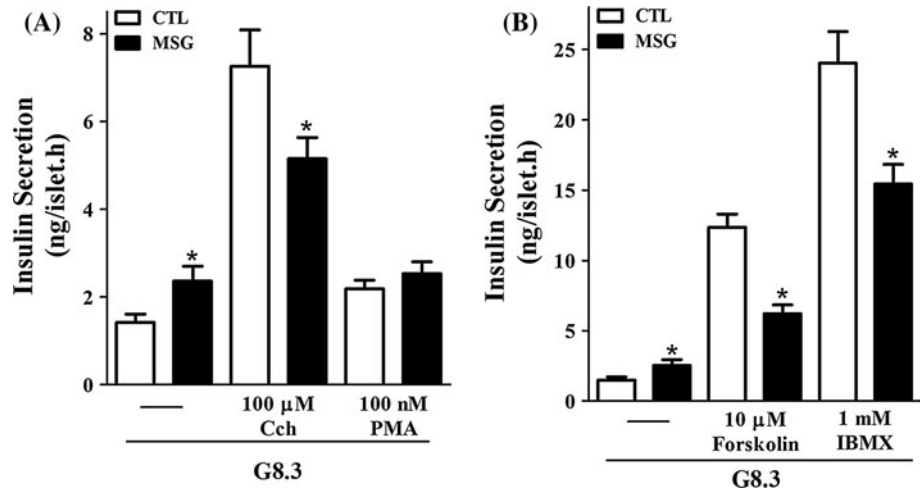 (A)
CTL
MSG
Insulin Secretion
(ng/islet.h)
8
6
4
2
0
*
*
100 μM
Cch
100 nM
PMA
G8.3
(B)
CTL
MSG
Insulin Secretion
(ng/islet.h)
25
20
15
10
5
0
*
*
*
10 μM
Forskolin
1 mM
IBMX
G8.3